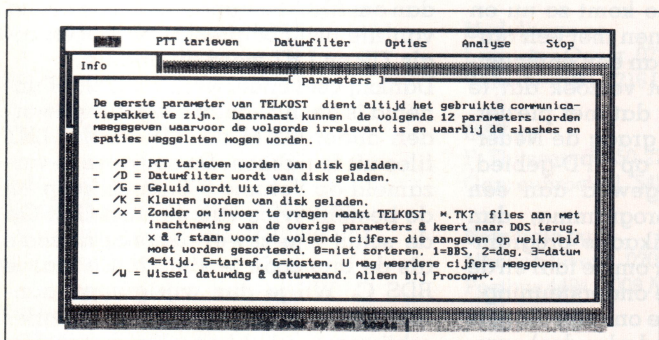 Help PTT tarieven Datumfilter Opties Analyse Stop
Info
[ parameters ]
De eerste parameter van TELKOST dient altijd het gebruikte communica-
tiepakket te zijn. Daarnaast kunnen de volgende 12 parameters worden
meegegeven waarvoor de volgorde irrelevant is en waarbij de slashes en
spaties weggelaten mogen worden.
- /P = PTT tarieven worden van disk geladen.
- /D = Datumfilter wordt van disk geladen.
- /G = Geluid wordt Uit gezet.
- /K = Kleuren worden van disk geladen.
- /x = Zonder om invoer te vragen maakt TELKOST *.TK? files aan met
inachtneming van de overige parameters & keert naar DOS terug.
x & ? staan voor de volgende cijfers die aangeven op welk veld
moet worden gesorteerd. 0=niet sorteren, 1=BBS, 2=dag, 3=datum
4=tijd, 5=tarief, 6=kosten. U mag meerdere cijfers meegeven.
- /W = Wissel datumdag & datummaand. Alleen bij Procomm+.
Druk op een toets